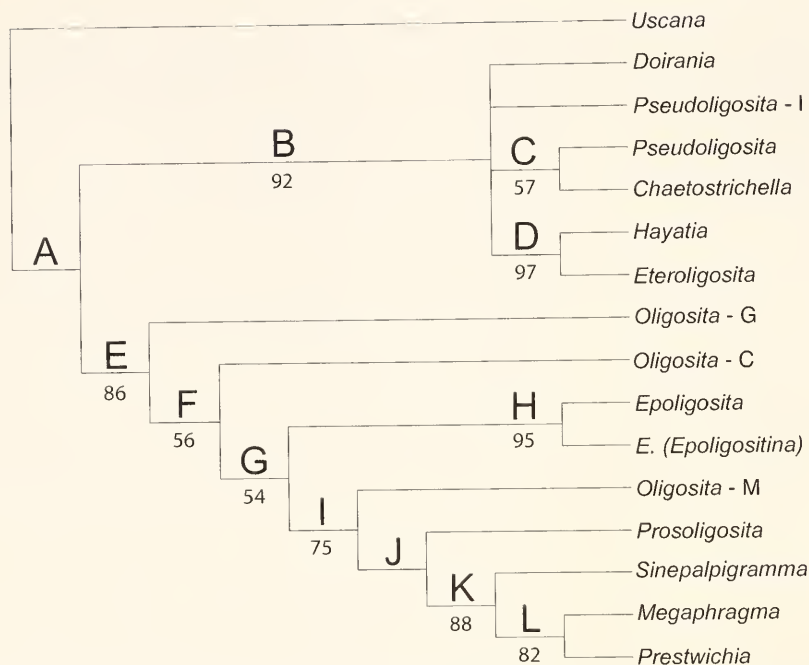 Uscana
Doirania
B
Pseudoligosita - I
92
C
Pseudoligosita
57
Chaetostrichella
A
D
Hayatia
97
Eteroligosita
E
Oligosita - G
86
F
Oligosita - C
56
H
Epoligosita
G
95
E. (Epoligositina)
54
I
Oligosita - M
75
J
Prosoligosita
K
Sinepalpigramma
88
L
Megaphragma
82
Prestwichia